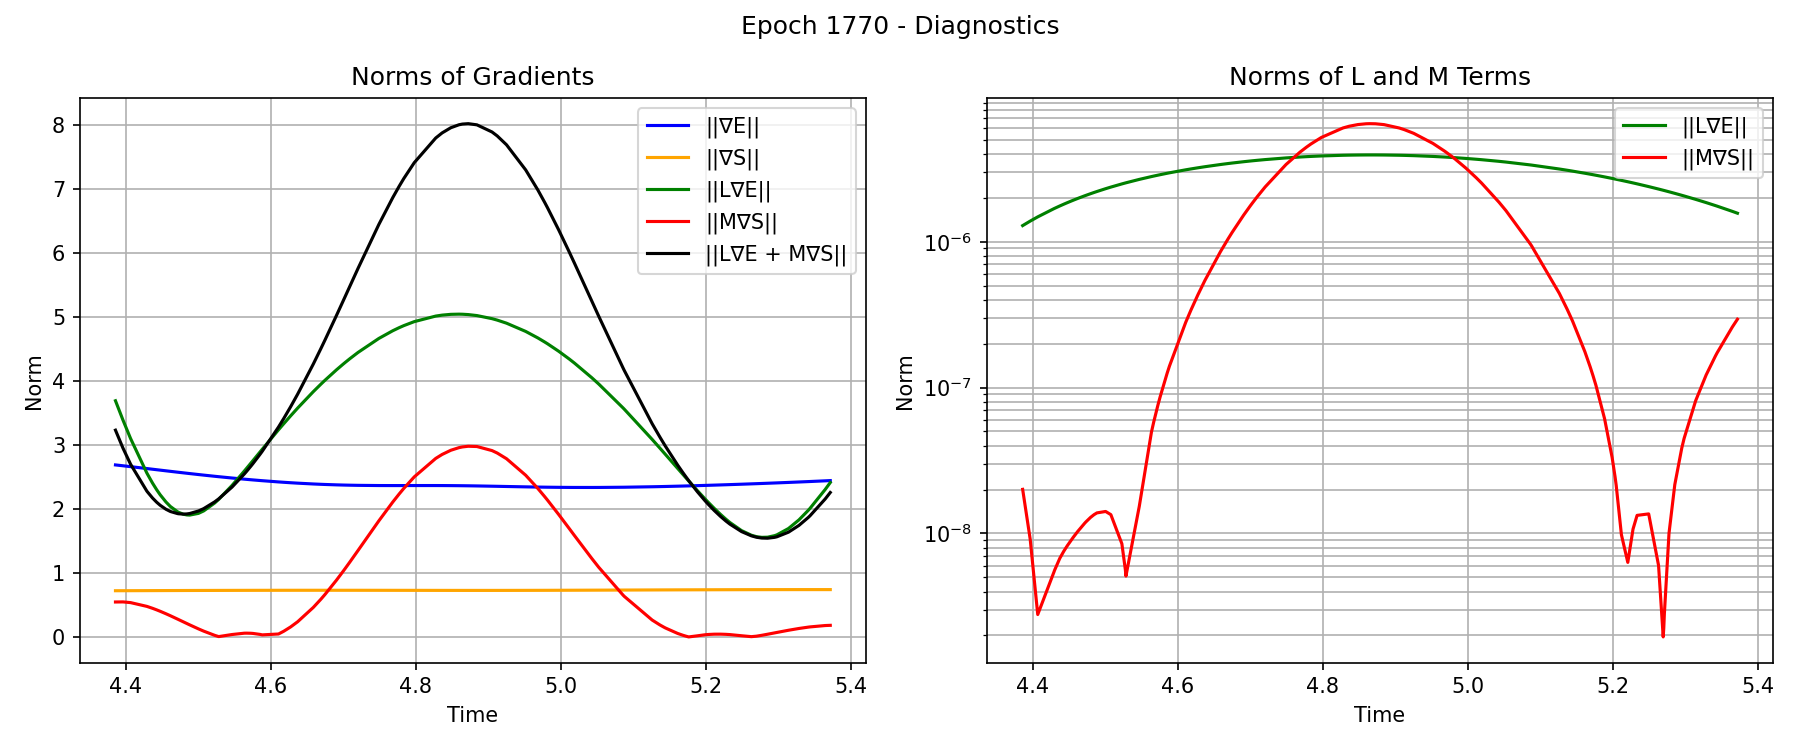 Epoch 1770 - Diagnostics
Norms of Gradients
Norm
8
7
6
5
4
3
2
1
0
||∇E||
||∇S||
||L∇E||
||M∇S||
||L∇E + M∇S||
4.4 4.6 4.8 5.0 5.2 5.4
Time
Norms of L and M Terms
Norm
10⁻⁶
10⁻⁷
10⁻⁸
||L∇E||
||M∇S||
4.4 4.6 4.8 5.0 5.2 5.4
Time